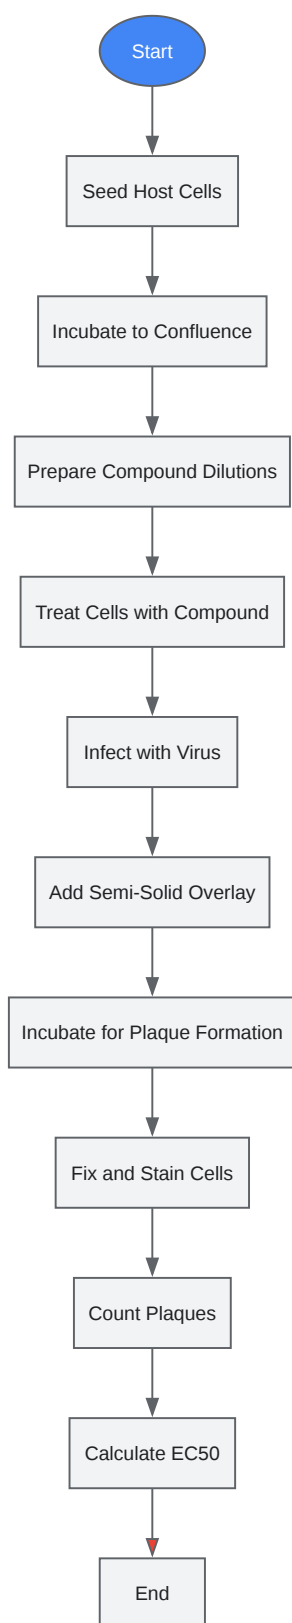 Start
Seed Host Cells
Incubate to Confluence
Prepare Compound Dilutions
Treat Cells with Compound
Infect with Virus
Add Semi-Solid Overlay
Incubate for Plaque Formation
Fix and Stain Cells
Count Plaques
Calculate EC50
End